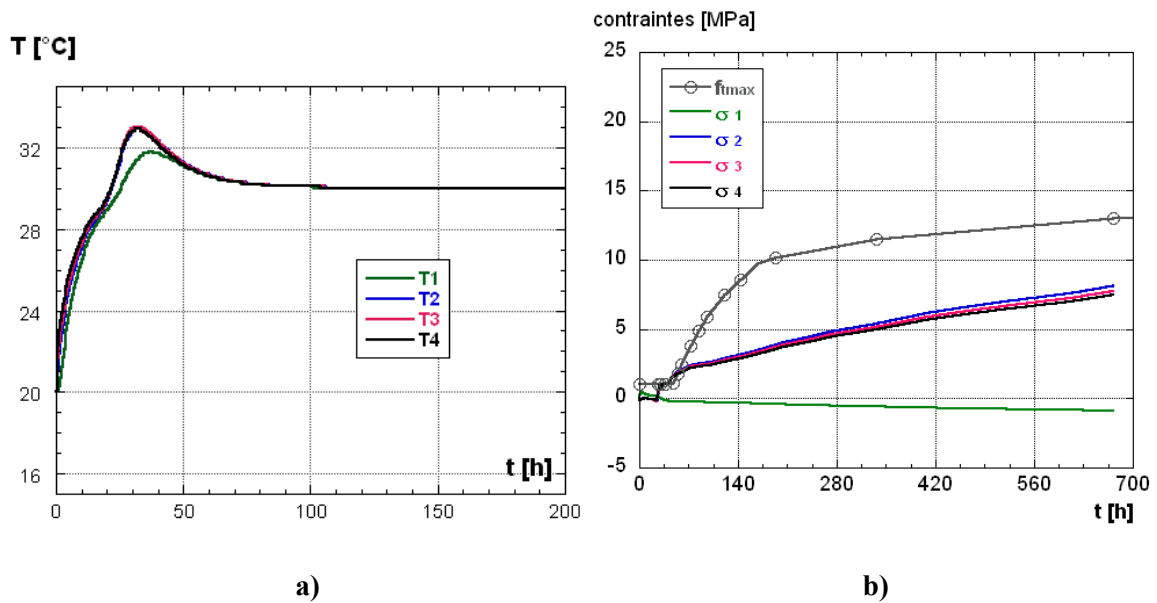 T [°C]
32
28
24
20
16
0
50
100
150
200
t [h]
T1
T2
T3
T4
a)
contraintes [MPa]
25
20
15
10
5
0
-5
0
140
280
420
560
700
t [h]
ftmax
σ 1
σ 2
σ 3
σ 4
b)